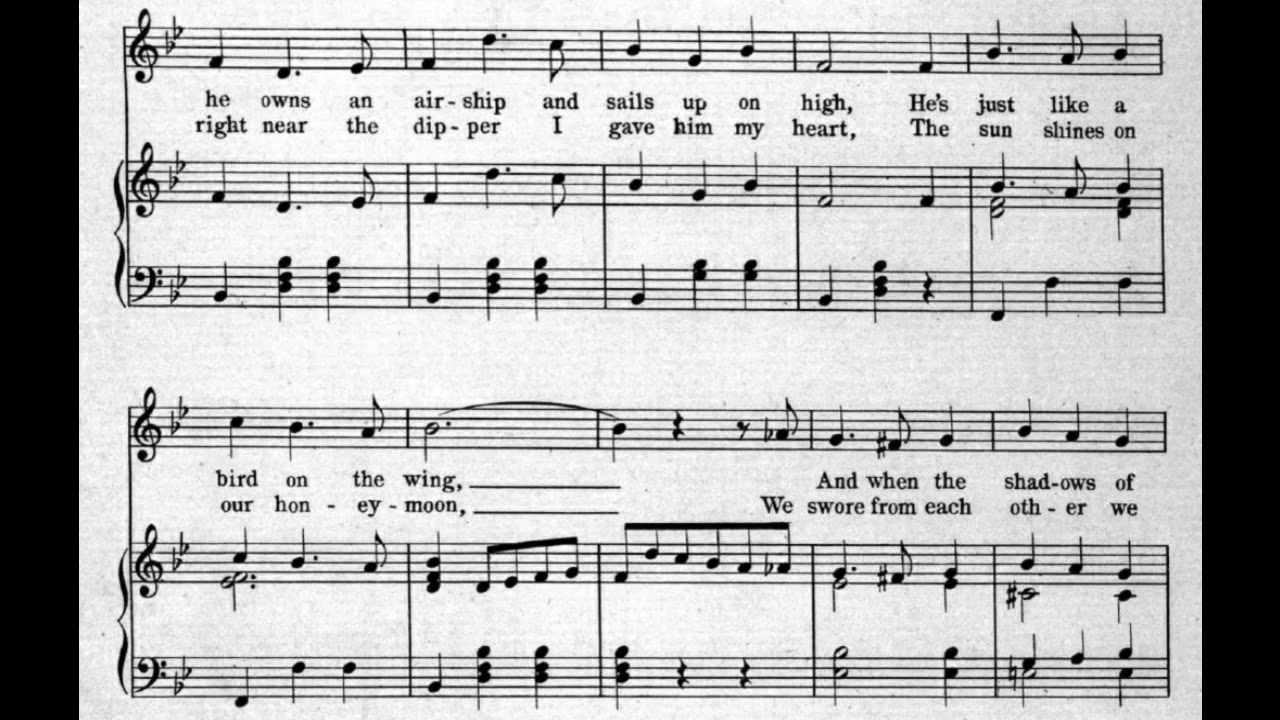 he owns an air-ship and sails up on high, He's just like a
right near the dip-per I gave him my heart, The sun shines on
bird on the wing,
And when the shad-ows of
our hon-ey-moon,
We swore from each oth-er we